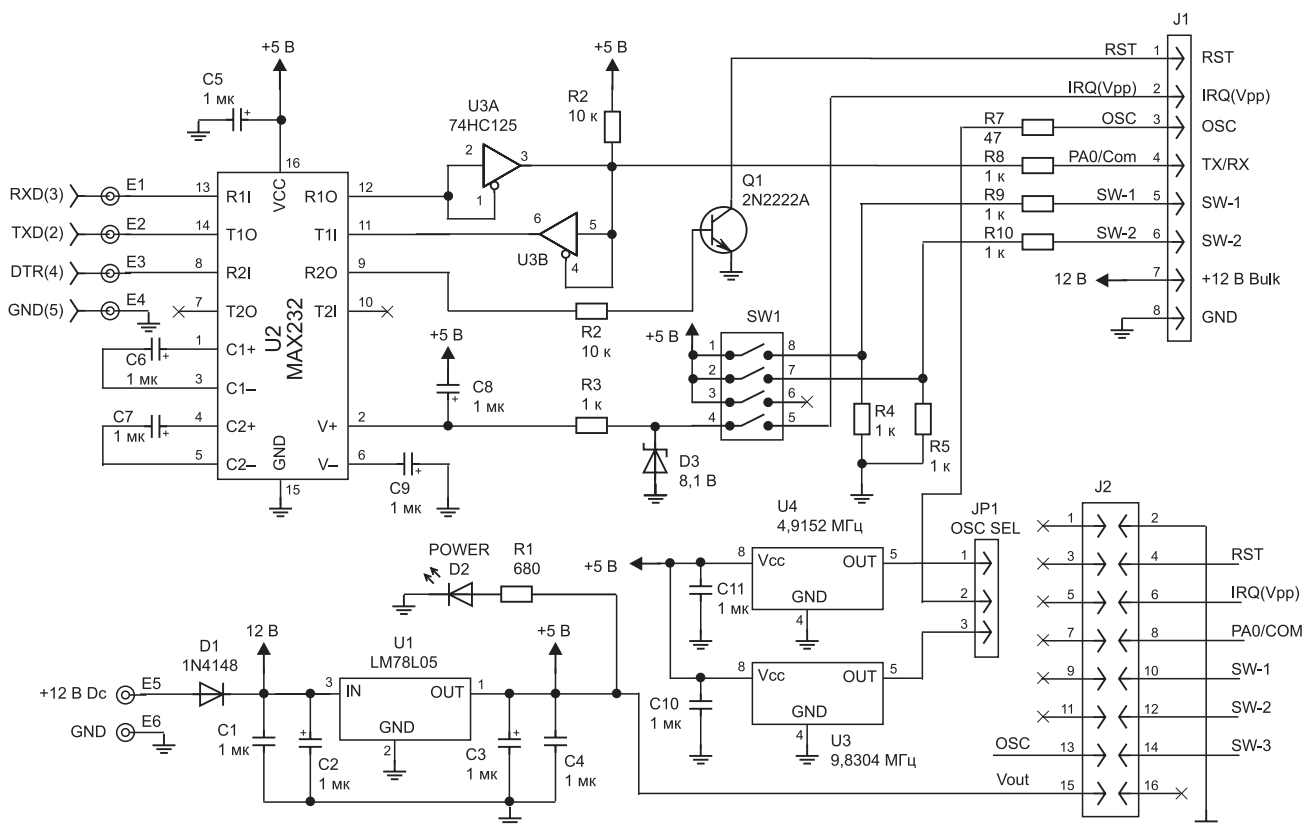 J1
+5 В
+5 В
RST
1
RST
C5
1 мк
U3A
74HC125
R2
10 к
IRQ(Vpp)
2
IRQ(Vpp)
R7
47
OSC
3
OSC
2
3
1
R8
1 к
PA0/Com
4
TX/RX
Q1
2N2222A
R9
1 к
SW-1
5
SW-1
R10
1 к
SW-2
6
SW-2
12 В
7
+12 В Bulk
8
GND
16
VCC
RXD(3)
E1
13
R1I
R1O
12
TXD(2)
E2
14
T1O
T1I
11
6
5
U3B
4
DTR(4)
E3
8
R2I
R2O
9
GND(5)
E4
7
T2O
T2I
10
U2
MAX232
R2
10 к
SW1
+5 В
1
8
2
7
3
6
4
5
1
C1+
C6
1 мк
3
C1–
+5 В
C8
1 мк
R3
1 к
R4
1 к
R5
1 к
C7
1 мк
4
C2+
V+
2
5
C2–
V–
6
GND
15
C9
1 мк
D3
8,1 В
U4
4,9152 МГц
JP1
OSC SEL
J2
1
2
3
4
RST
5
6
IRQ(Vpp)
7
8
PA0/COM
9
10
SW-1
11
12
SW-2
OSC
13
14
SW-3
Vout
15
16
POWER
D2
R1
680
+5 В
8
Vcc
OUT
5
1
C11
1 мк
GND
4
2
3
8
Vcc
OUT
5
C10
1 мк
GND
4
U3
9,8304 МГц
D1
1N4148
12 В
U1
LM78L05
+5 В
+12 В Dc
E5
3
IN
OUT
1
GND
2
GND
E6
C1
1 мк
C2
1 мк
C3
1 мк
C4
1 мк